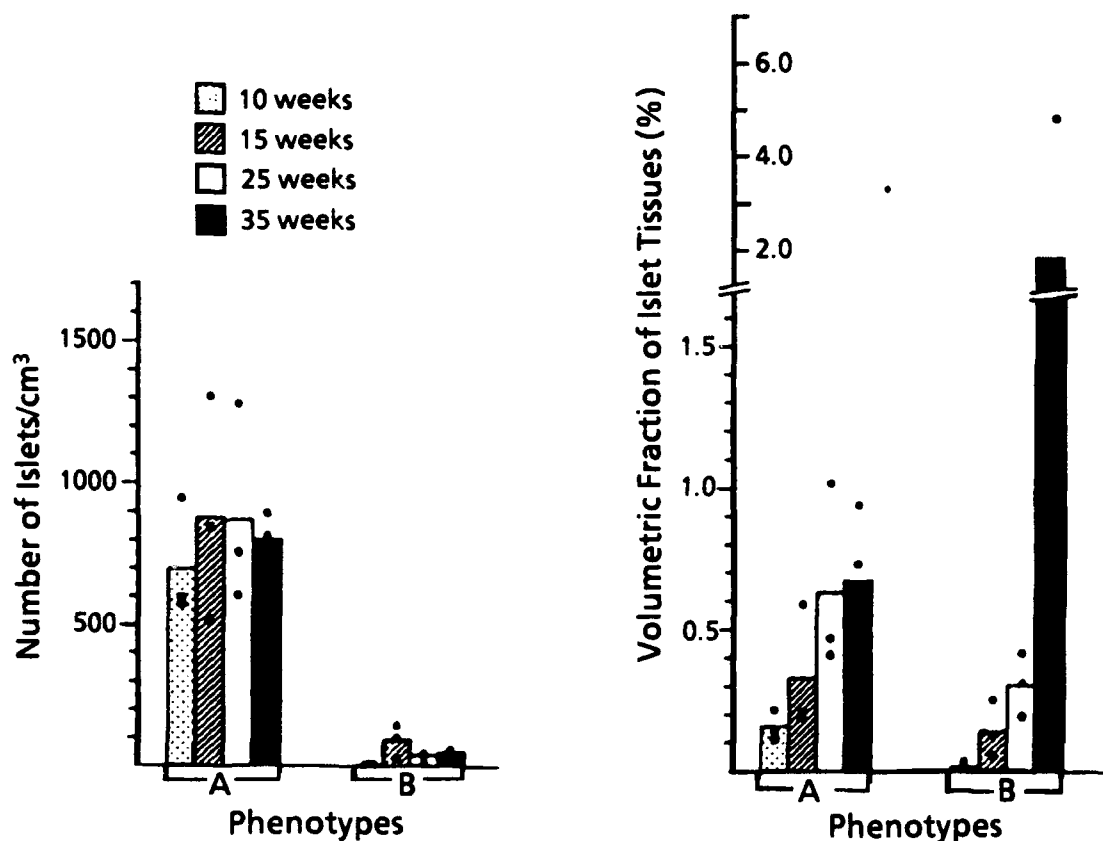 10 weeks
15 weeks
25 weeks
35 weeks
Number of Islets/cm³
1500
1000
500
A
B
Phenotypes
Volumetric Fraction of Islet Tissues (%)
6.0
4.0
2.0
1.5
1.0
0.5
A
B
Phenotypes